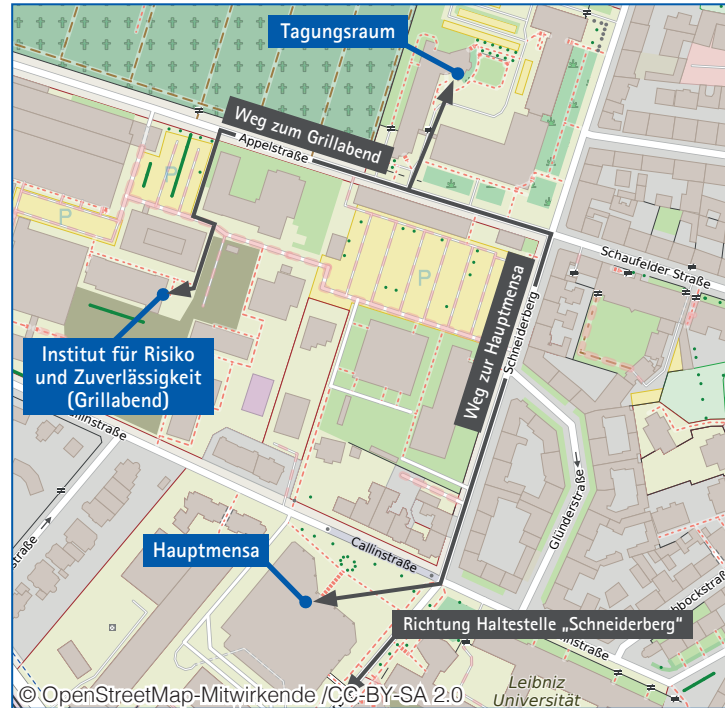 Tagungsraum
Weg zum Grillabend
Appelstraße
P
P
P
Schaufelder Straße
Schneiderberg
Weg zur Hauptmensa
Institut für Risiko
und Zuverlässigkeit
(Grillabend)
Glünderstraße
Hauptmensa
Callinstraße
Richtung Haltestelle „Schneiderberg“
Leibniz
Universität
© OpenStreetMap-Mitwirkende /CC-BY-SA 2.0